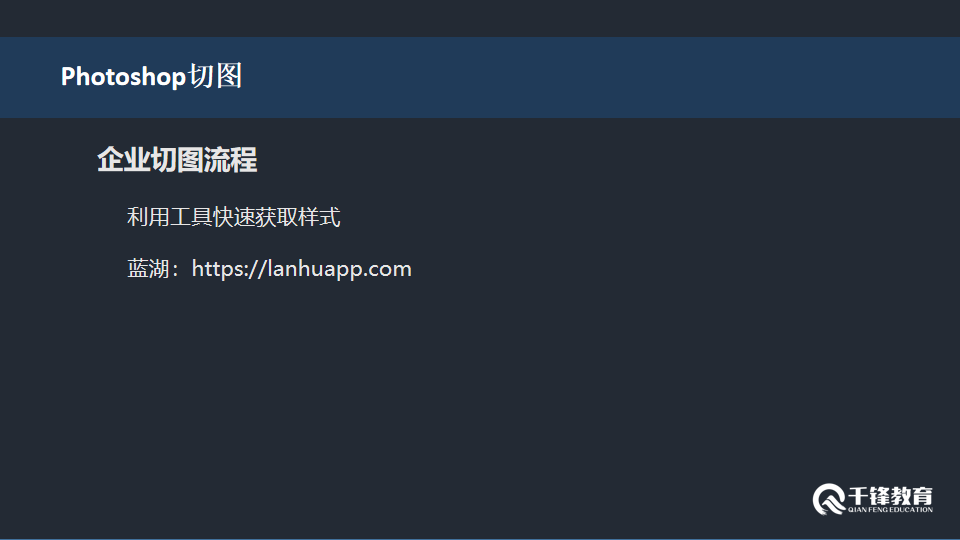 Photoshop切图
企业切图流程
利用工具快速获取样式
蓝湖：https://lanhuapp.com
千锋教育
QIAN FENG EDUCATION